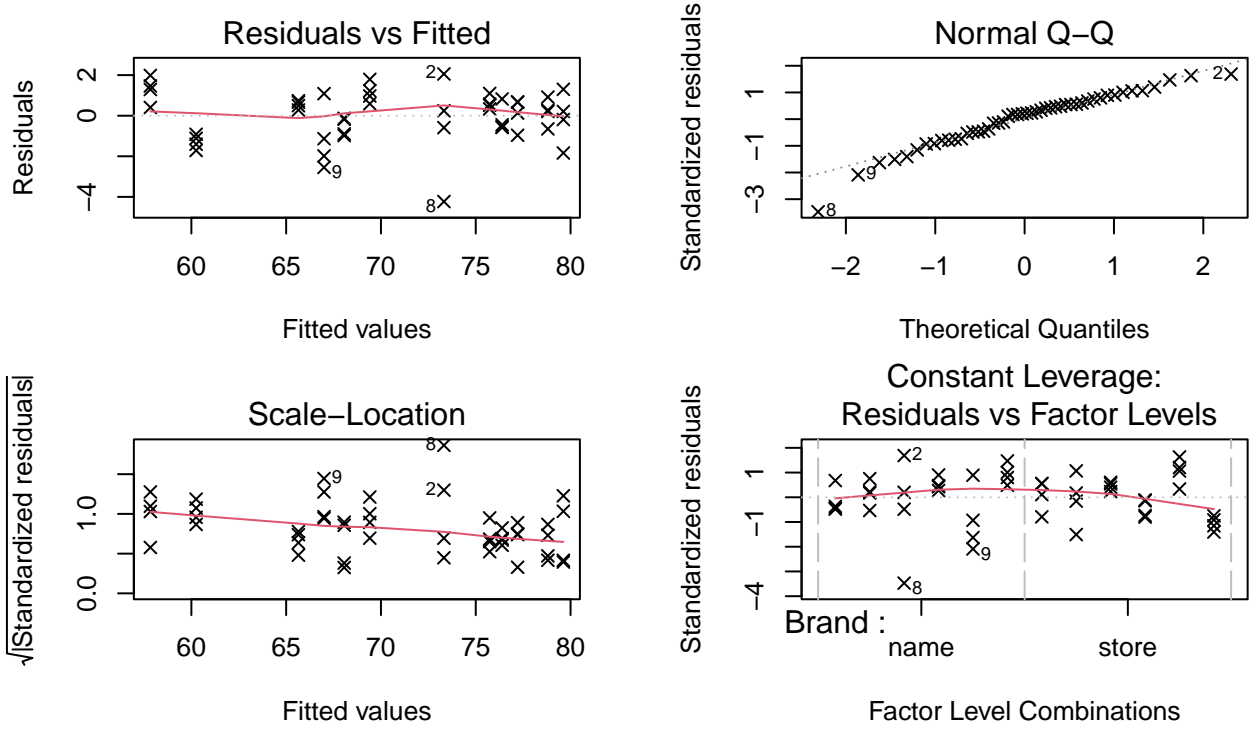 Residuals vs Fitted
Residuals
2
0
−4
2
9
8
60
65
70
75
80
Fitted values
Normal Q−Q
Standardized residuals
1
−1
−3
2
9
8
−2
−1
0
1
2
Theoretical Quantiles
Scale−Location
√|Standardized residuals|
1.0
0.0
8
9
2
60
65
70
75
80
Fitted values
Constant Leverage:
Residuals vs Factor Levels
Standardized residuals
1
−1
−4
2
9
8
Brand :
name
store
Factor Level Combinations